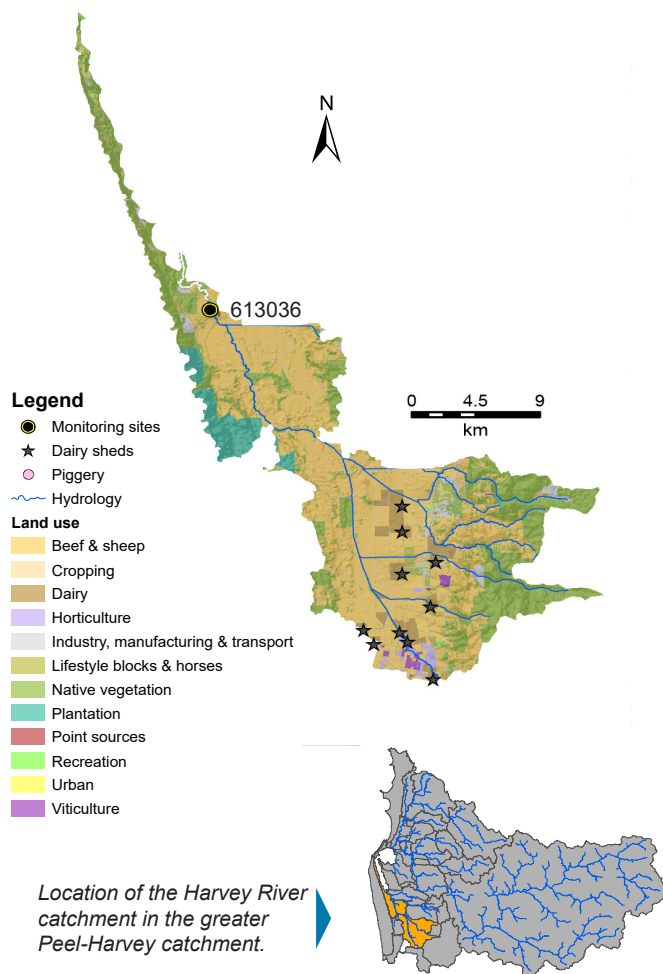 N
613036
Legend
0 4.5 9
km
Monitoring sites
Dairy sheds
Piggery
Hydrology
Land use
Beef & sheep
Cropping
Dairy
Horticulture
Industry, manufacturing & transport
Lifestyle blocks & horses
Native vegetation
Plantation
Point sources
Recreation
Urban
Viticulture
Location of the Harvey River
catchment in the greater
Peel-Harvey catchment.